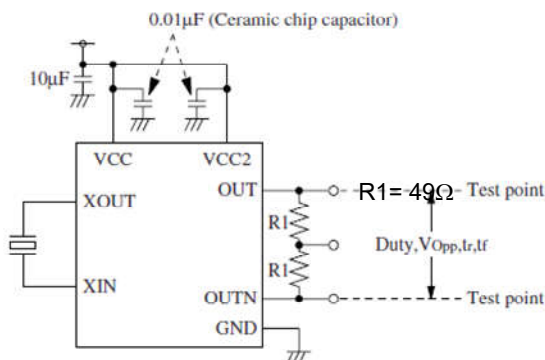 0.01µF (Ceramic chip capacitor)
10µF
VCC VCC2
XOUT
OUT
R1= 49Ω
Test point
R1
Duty,VOpp,tr,tf
R1
XIN
OUTN
Test point
GND